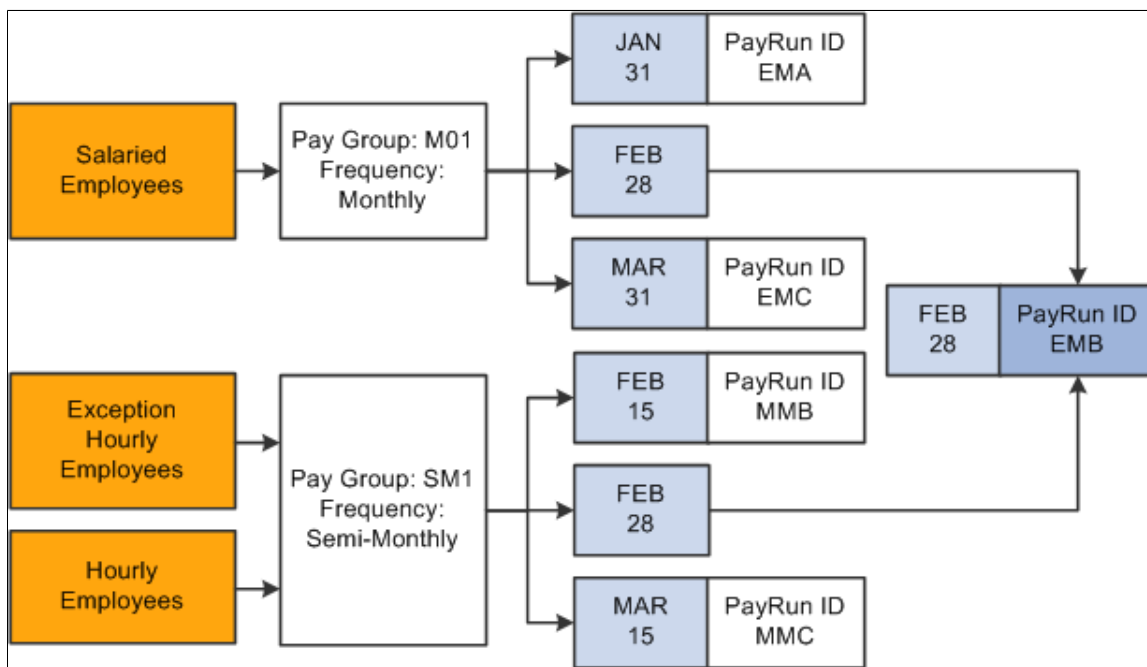 Salaried
Employees
Pay Group: M01
Frequency:
Monthly
JAN
31
PayRun ID
EMA
FEB
28
MAR
31
PayRun ID
EMC
FEB
28
PayRun ID
EMB
Exception
Hourly
Employees
Hourly
Employees
Pay Group: SM1
Frequency:
Semi-Monthly
FEB
15
PayRun ID
MMB
FEB
28
MAR
15
PayRun ID
MMC